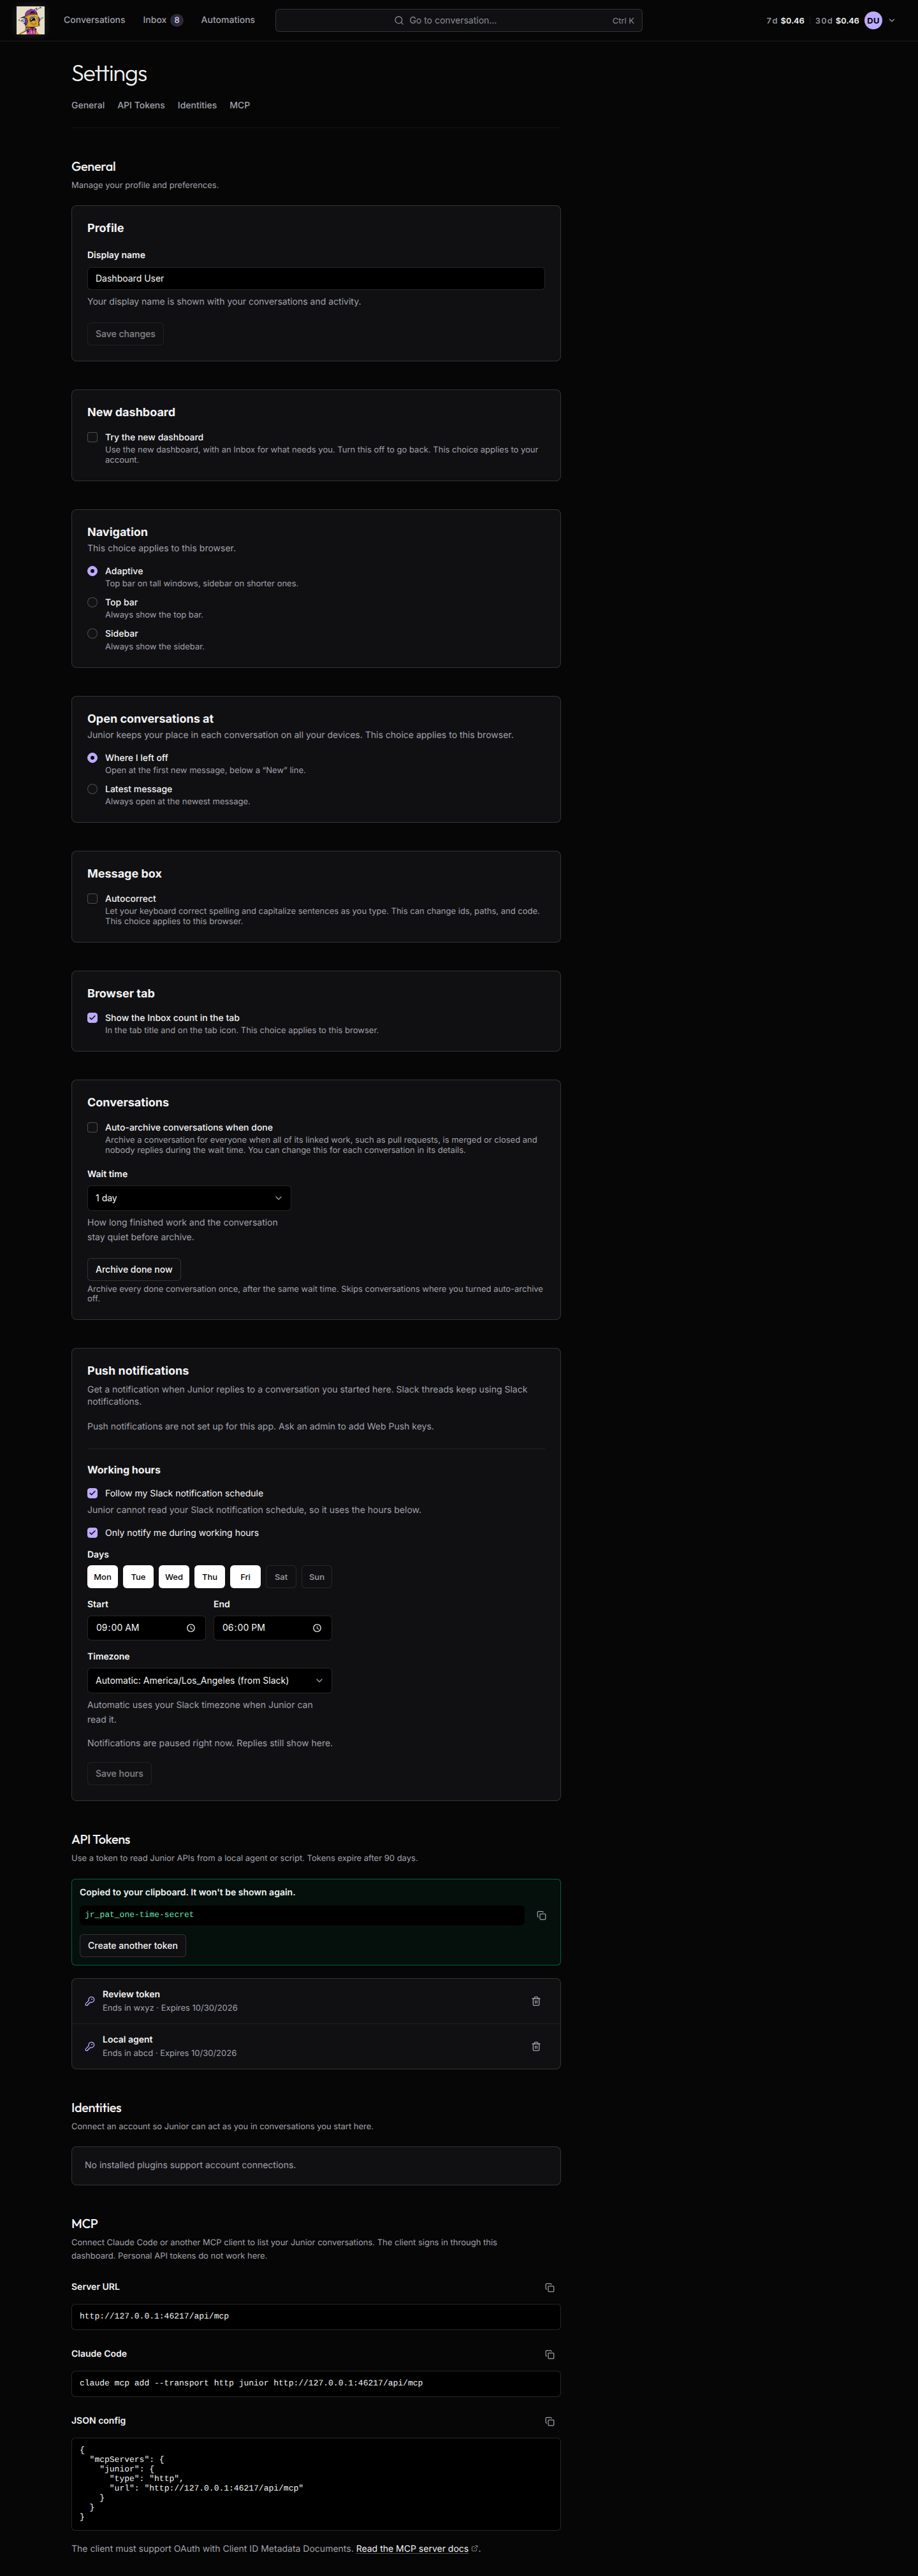 Conversations
Inbox 8
Automations
Go to conversation...
Ctrl K
7d $0.46
30d $0.46
DU
Settings
General
API Tokens
Identities
MCP
General
Manage your profile and preferences.
Profile
Display name
Dashboard User
Your display name is shown with your conversations and activity.
Save changes
New dashboard
Try the new dashboard
Use the new dashboard, with an Inbox for what needs you. Turn this off to go back. This choice applies to your
account.
Navigation
This choice applies to this browser.
Adaptive
Top bar on tall windows, sidebar on shorter ones.
Top bar
Always show the top bar.
Sidebar
Always show the sidebar.
Open conversations at
Junior keeps your place in each conversation on all your devices. This choice applies to this browser.
Where I left off
Open at the first new message, below a “New” line.
Latest message
Always open at the newest message.
Message box
Autocorrect
Let your keyboard correct spelling and capitalize sentences as you type. This can change ids, paths, and code.
This choice applies to this browser.
Browser tab
Show the Inbox count in the tab
In the tab title and on the tab icon. This choice applies to this browser.
Conversations
Auto-archive conversations when done
Archive a conversation for everyone when all of its linked work, such as pull requests, is merged or closed and
nobody replies during the wait time. You can change this for each conversation in its details.
Wait time
1 day
How long finished work and the conversation
stay quiet before archive.
Archive done now
Archive every done conversation once, after the same wait time. Skips conversations where you turned auto-archive
off.
Push notifications
Get a notification when Junior replies to a conversation you started here. Slack threads keep using Slack
notifications.
Push notifications are not set up for this app. Ask an admin to add Web Push keys.
Working hours
Follow my Slack notification schedule
Junior cannot read your Slack notification schedule, so it uses the hours below.
Only notify me during working hours
Days
Mon Tue Wed Thu Fri Sat Sun
Start End
09:00 AM 06:00 PM
Timezone
Automatic: America/Los_Angeles (from Slack)
Automatic uses your Slack timezone when Junior can
read it.
Notifications are paused right now. Replies still show here.
Save hours
API Tokens
Use a token to read Junior APIs from a local agent or script. Tokens expire after 90 days.
Copied to your clipboard. It won't be shown again.
jr_pat_one-time-secret
Create another token
Review token
Ends in wxyz · Expires 10/30/2026
Local agent
Ends in abcd · Expires 10/30/2026
Identities
Connect an account so Junior can act as you in conversations you start here.
No installed plugins support account connections.
MCP
Connect Claude Code or another MCP client to list your Junior conversations. The client signs in through this
dashboard. Personal API tokens do not work here.
Server URL
http://127.0.0.1:46217/api/mcp
Claude Code
claude mcp add --transport http junior http://127.0.0.1:46217/api/mcp
JSON config
{
  "mcpServers": {
    "junior": {
      "type": "http",
      "url": "http://127.0.0.1:46217/api/mcp"
    }
  }
}
The client must support OAuth with Client ID Metadata Documents. Read the MCP server docs.